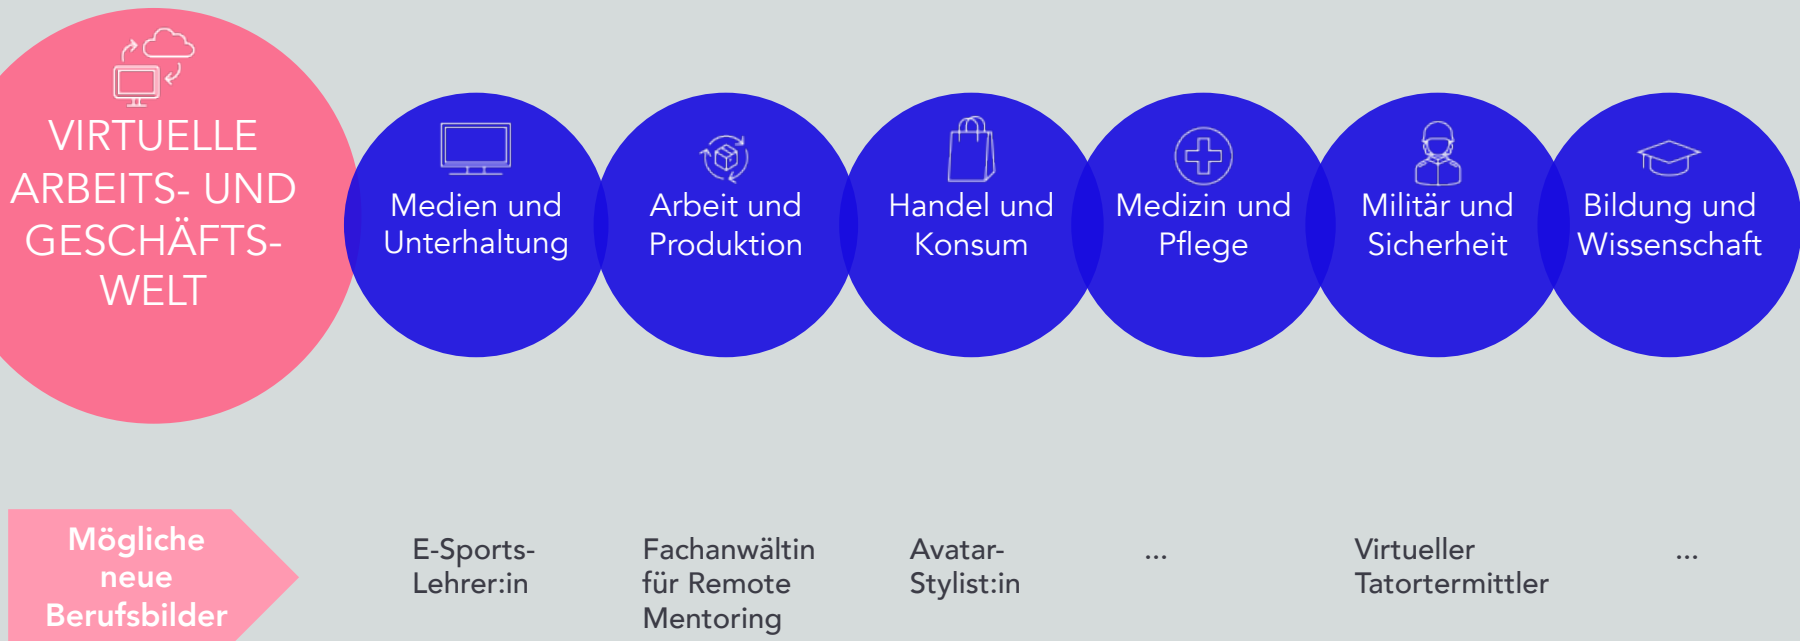 VIRTUELLE
ARBEITS- UND
GESCHÄFTS-
WELT
Medien und
Unterhaltung
Arbeit und
Produktion
Handel und
Konsum
Medizin und
Pflege
Militär und
Sicherheit
Bildung und
Wissenschaft
Mögliche
neue
Berufsbilder
E-Sports-
Lehrer:in
Fachanwältin
für Remote
Mentoring
Avatar-
Stylist:in
...
Virtueller
Tatortermittler
...